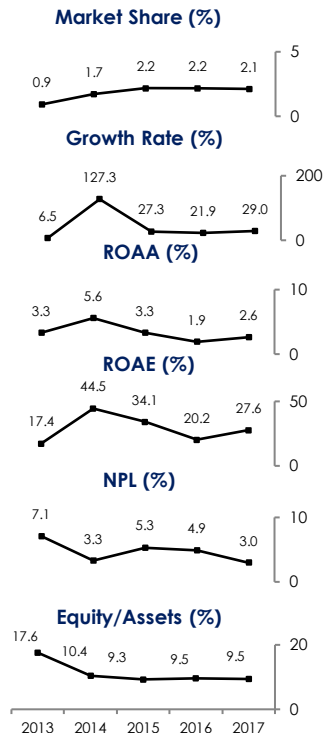 Market Share (%)
5
0.9 1.7 2.2 2.2 2.1
0
Growth Rate (%)
200
127.3
6.5 27.3 21.9 29.0
0
ROAA (%)
10
3.3 5.6 3.3 1.9 2.6
0
ROAE (%)
50
17.4 44.5 34.1 20.2 27.6
0
NPL (%)
10
7.1 3.3 5.3 4.9 3.0
0
Equity/Assets (%)
20
17.6 10.4 9.3 9.5 9.5
0
2013 2014 2015 2016 2017